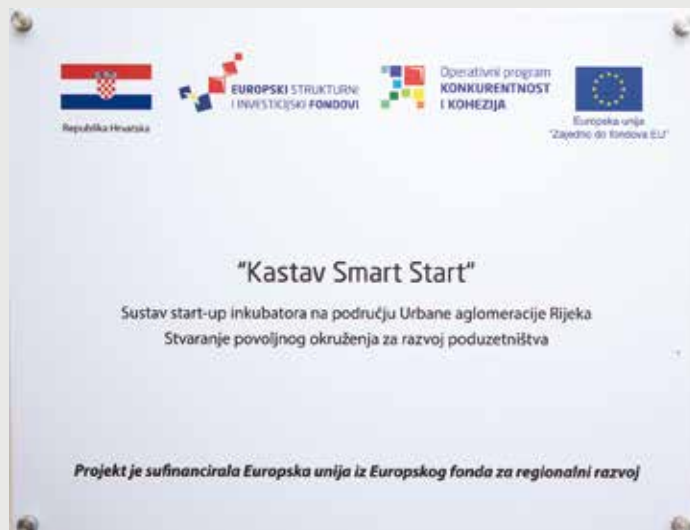 Republika Hrvatska
EUROPSKI STRUKTURNI
I INVESTICIJSKI FONDOVI
Operativni program
KONKURENTNOST
I KOHEZIJA
Europska unija
"Zajedno do fondova EU"
"Kastav Smart Start"
Sustav start-up inkubatora na području Urbane aglomeracije Rijeka
Stvaranje povoljnog okruženja za razvoj poduzetništva
Projekt je sufinancirala Europska unija iz Europskog fonda za regionalni razvoj